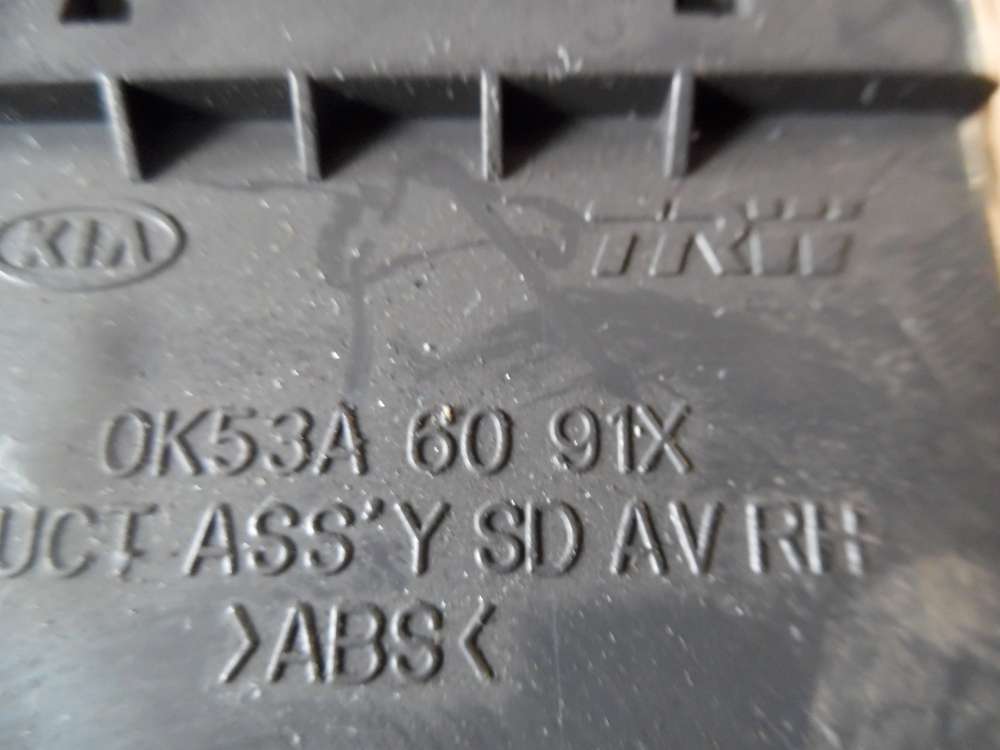 KIA TRW
0K53A 60 91X
UCT ASS'Y SD AV RH
>ABS<